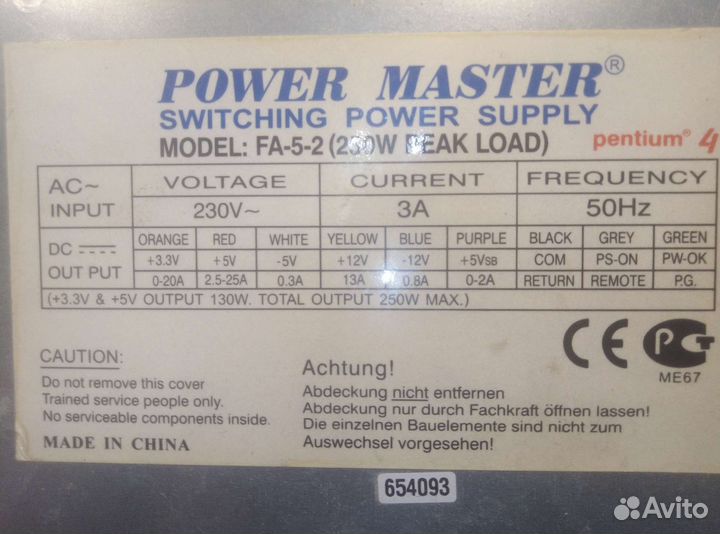 POWER MASTER®
SWITCHING POWER SUPPLY
MODEL: FA-5-2 (250W PEAK LOAD)
pentium® 4
AC~ INPUT VOLTAGE CURRENT FREQUENCY
230V~ 3A 50Hz
DC OUT PUT ORANGE RED WHITE YELLOW BLUE PURPLE BLACK GREY GREEN
+3.3V +5V -5V +12V -12V +5VSB COM PS-ON PW-OK
0-20A 2.5-25A 0.3A 13A 0.8A 0-2A RETURN REMOTE P.G.
(+3.3V & +5V OUTPUT 130W. TOTAL OUTPUT 250W MAX.)
CAUTION:
Do not remove this cover
Trained service people only.
No serviceable components inside.
MADE IN CHINA
Achtung!
Abdeckung nicht entfernen
Abdeckung nur durch Fachkraft öffnen lassen!
Die einzelnen Bauelemente sind nicht zum
Auswechsel vorgesehen!
CE
РСТ
ME67
654093
Avito